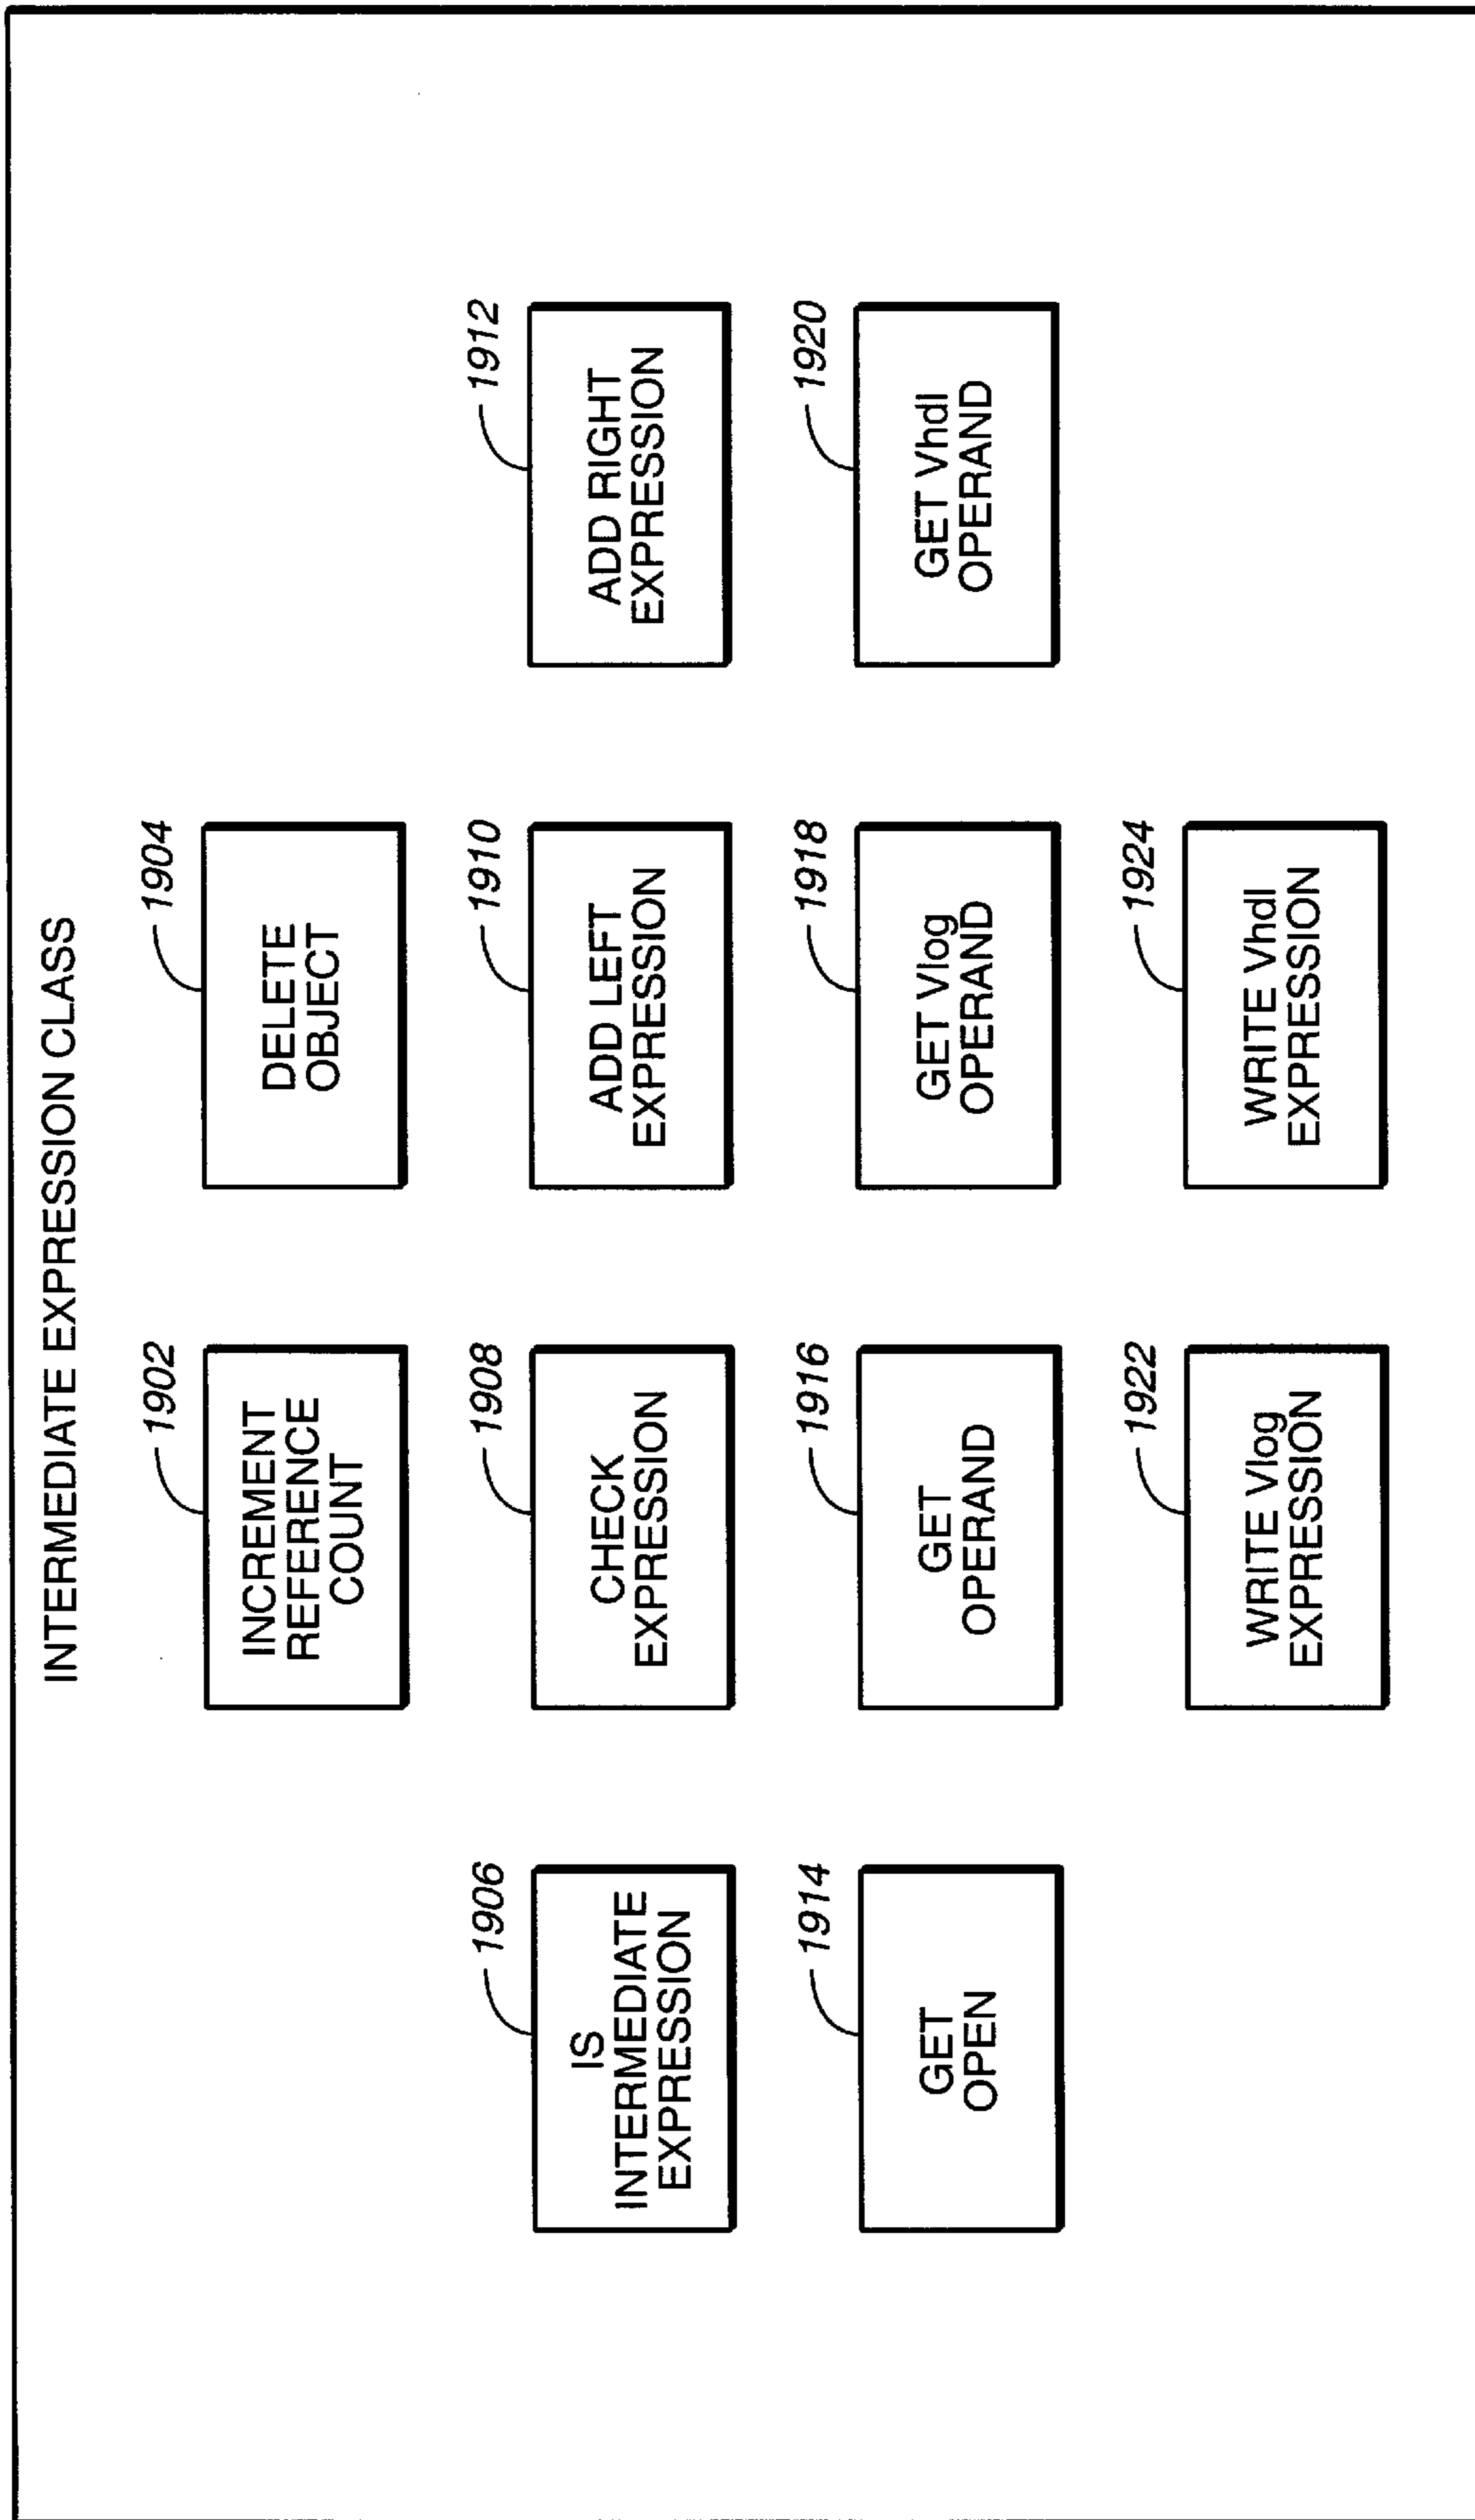 INTERMEDIATE EXPRESSION CLASS
1902
INCREMENT
REFERENCE
COUNT
1904
DELETE
OBJECT
1906
IS
INTERMEDIATE
EXPRESSION
1908
CHECK
EXPRESSION
1910
ADD LEFT
EXPRESSION
1912
ADD RIGHT
EXPRESSION
1914
GET
OPEN
1916
GET
OPERAND
1918
GET Vlog
OPERAND
1920
GET Vhdl
OPERAND
1922
WRITE Vlog
EXPRESSION
1924
WRITE Vhdl
EXPRESSION